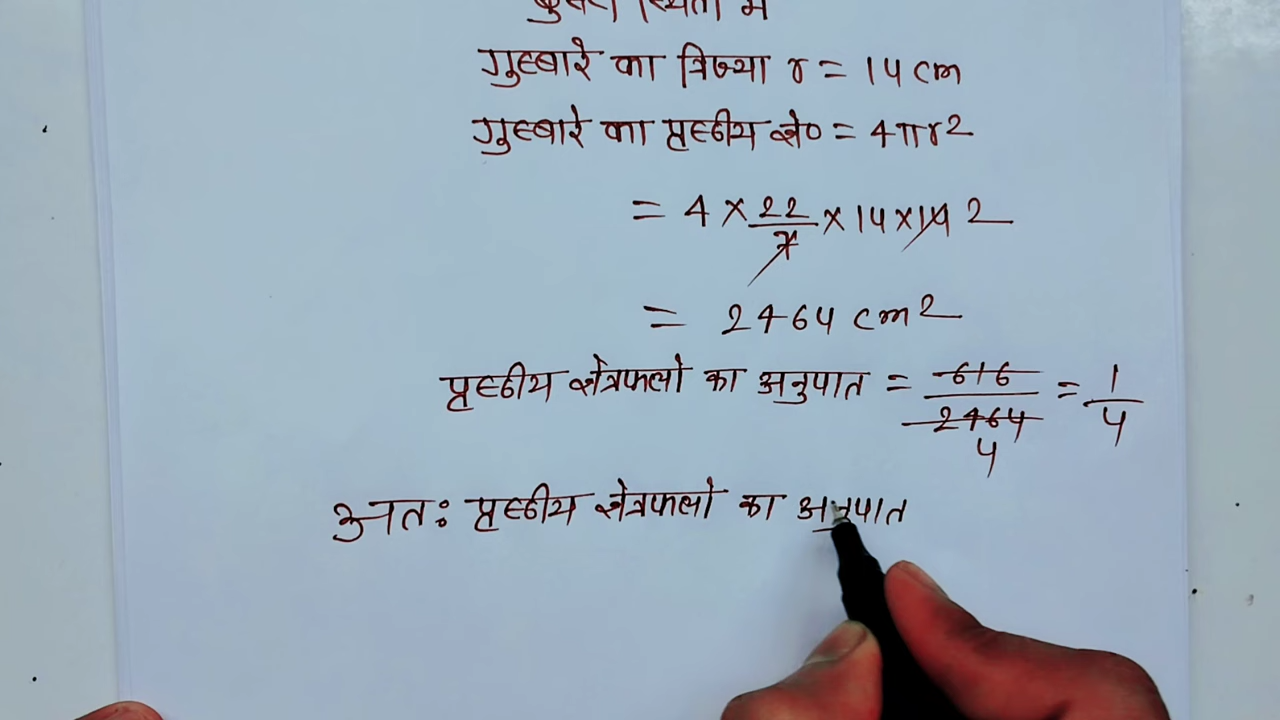 दुसरी स्थिती में
गुब्बारे का त्रिज्या r = 14 cm
गुब्बारे का पृष्ठीय क्षे० = 4πr2
= 4 × 22/7 × 14 × 14 2
= 2464 cm2
पृष्ठीय क्षेत्रफलो का अनुपात = 616/2464 4 = 1/4
अतः पृष्ठीय क्षेत्रफलो का अनुपात